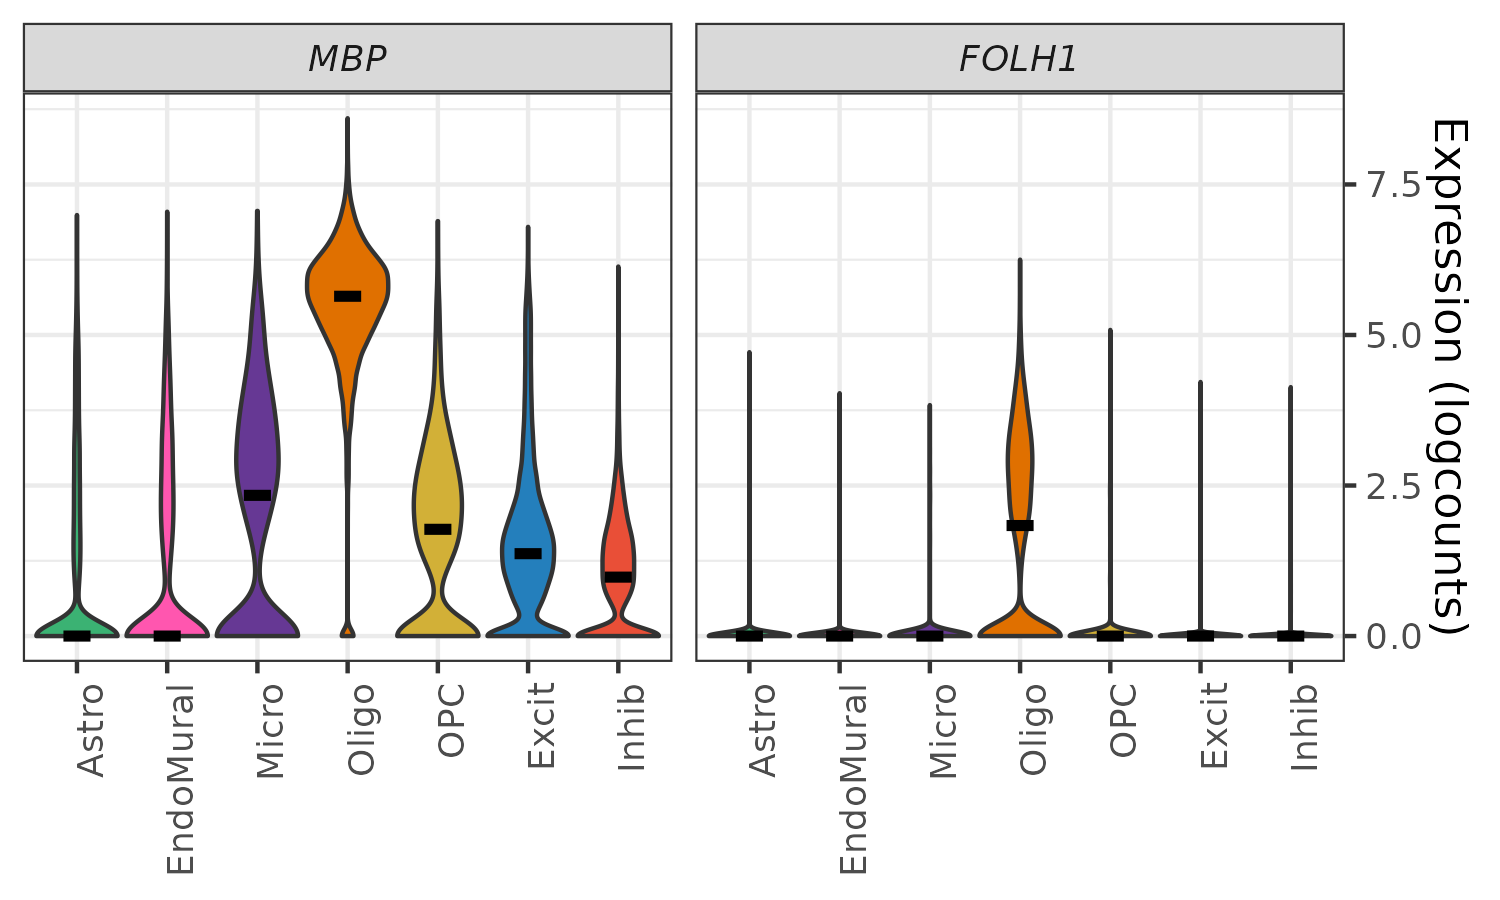 MBP
FOLH1
7.5
5.0
2.5
0.0
Expression (logcounts)
Astro
EndoMural
Micro
Oligo
OPC
Excit
Inhib
Astro
EndoMural
Micro
Oligo
OPC
Excit
Inhib